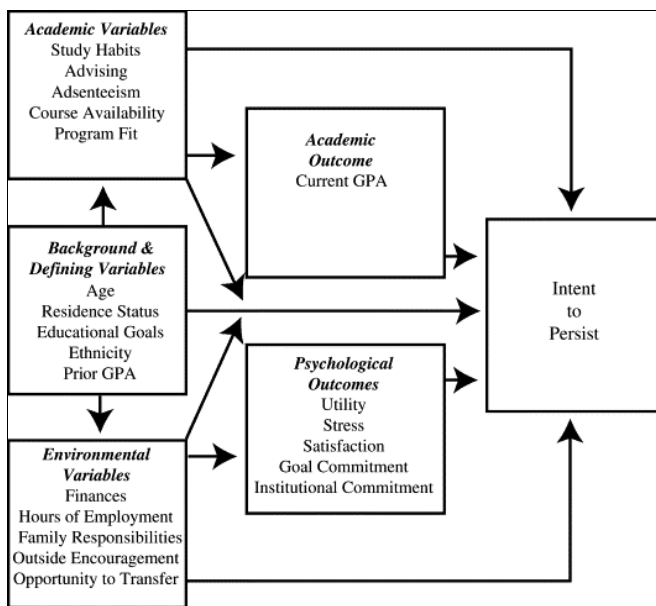 Academic Variables
Study Habits
Advising
Adsenteeism
Course Availability
Program Fit
Academic
Outcome
Current GPA
Background &
Defining Variables
Age
Residence Status
Educational Goals
Ethnicity
Prior GPA
Intent
to
Persist
Psychological
Outcomes
Utility
Stress
Satisfaction
Goal Commitment
Institutional Commitment
Environmental
Variables
Finances
Hours of Employment
Family Responsibilities
Outside Encouragement
Opportunity to Transfer